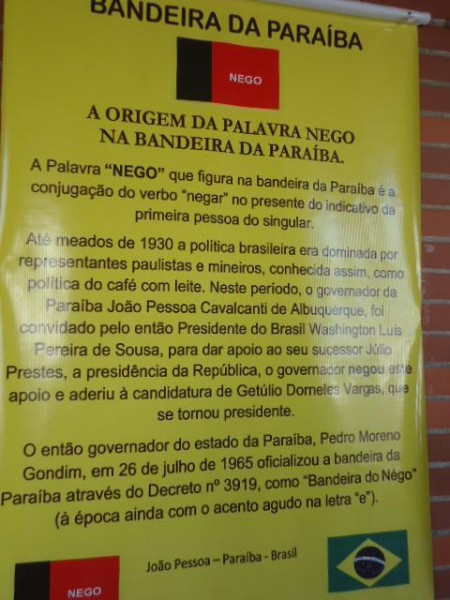 BANDEIRA DA PARAÍBA
NEGO
A ORIGEM DA PALAVRA NEGO
NA BANDEIRA DA PARAÍBA.
A Palavra “NEGO” que figura na bandeira da Paraíba é a
conjugação do verbo “negar” no presente do indicativo da
primeira pessoa do singular.
Até meados de 1930 a política brasileira era dominada por
representantes paulistas e mineiros, conhecida assim, como
política do café com leite. Neste período, o governador da
Paraíba João Pessoa Cavalcanti de Albuquerque, foi
convidado pelo então Presidente do Brasil Washington Luis
Pereira de Sousa, para dar apoio ao seu sucessor Júlio
Prestes, a presidência da República, o governador negou este
apoio e aderiu à candidatura de Getúlio Dorneles Vargas, que
se tornou presidente.
O então governador do estado da Paraíba, Pedro Moreno
Gondim, em 26 de julho de 1965 oficializou a bandeira da
Paraíba através do Decreto nº 3919, como “Bandeira do Négo”
(à época ainda com o acento agudo na letra “e”).
João Pessoa – Paraíba - Brasil
NEGO